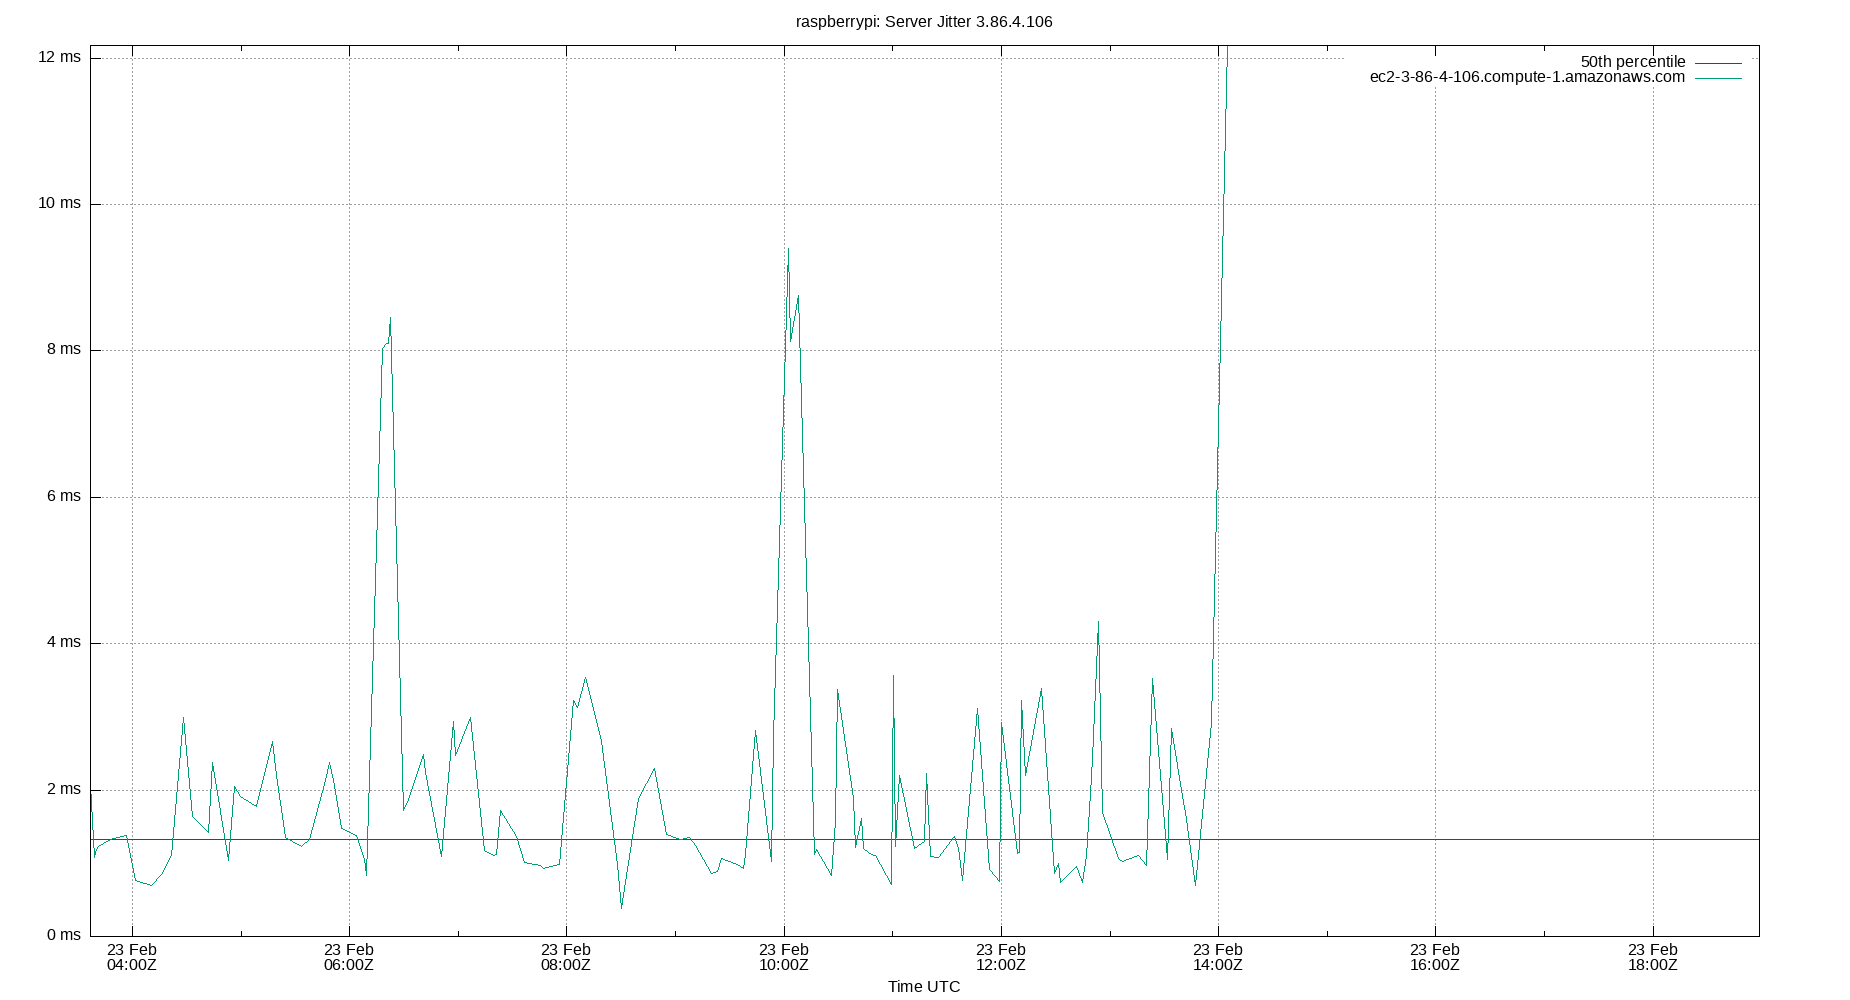 raspberrypi: Server Jitter 3.86.4.106
12 ms
10 ms
8 ms
6 ms
4 ms
2 ms
0 ms
50th percentile
ec2-3-86-4-106.compute-1.amazonaws.com
23 Feb 23 Feb 23 Feb 23 Feb 23 Feb 23 Feb 23 Feb 23 Feb
04:00Z 06:00Z 08:00Z 10:00Z 12:00Z 14:00Z 16:00Z 18:00Z
Time UTC